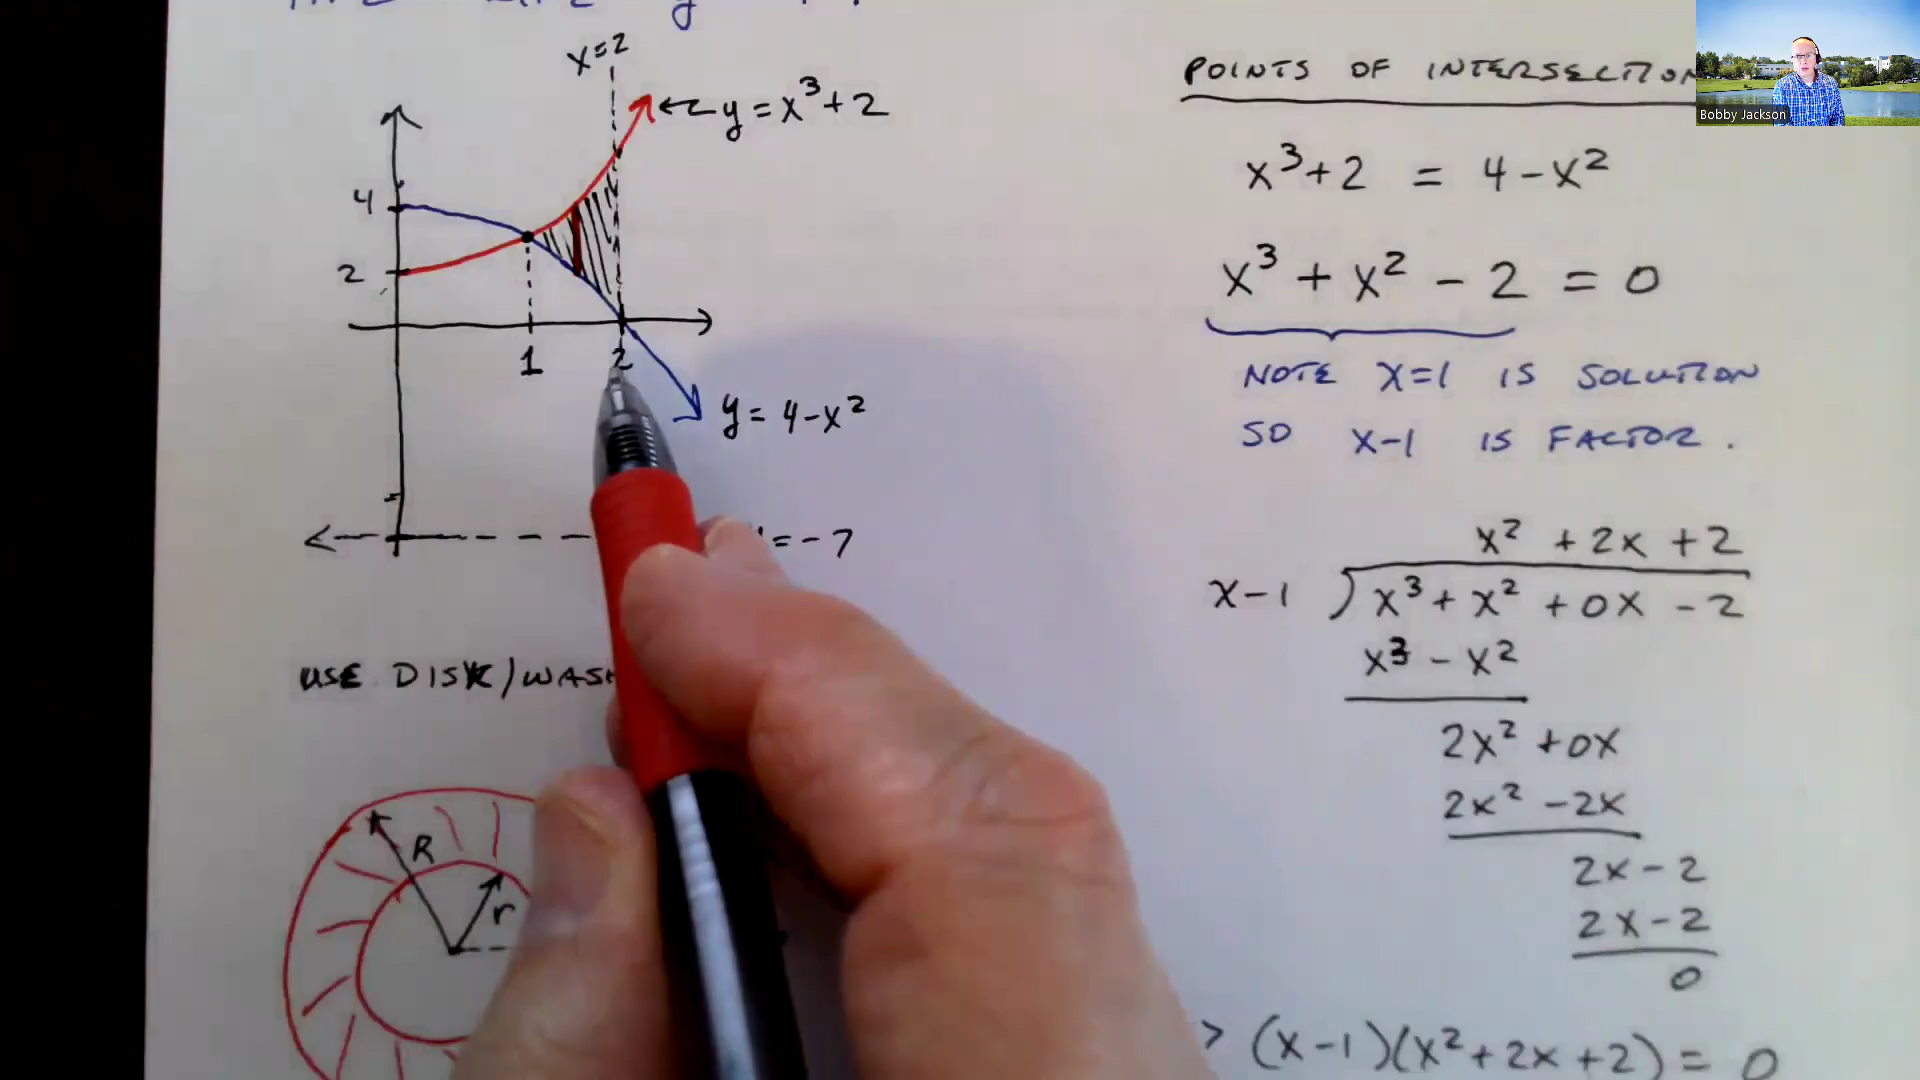 x=2
y = x³+2
4
2
1
2
y = 4-x²
= -7
USE DISK/WASH
R
r
POINTS OF INTERSECTION
x³+2 = 4-x²
x³ + x² - 2 = 0
NOTE x=1 IS SOLUTION
SO x-1 IS FACTOR.
x² + 2x + 2
x-1 x³ + x² + 0x - 2
x³ - x²
2x² + 0x
2x² - 2x
2x - 2
2x - 2
0
(x-1)(x²+2x+2) = 0
Bobby Jackson